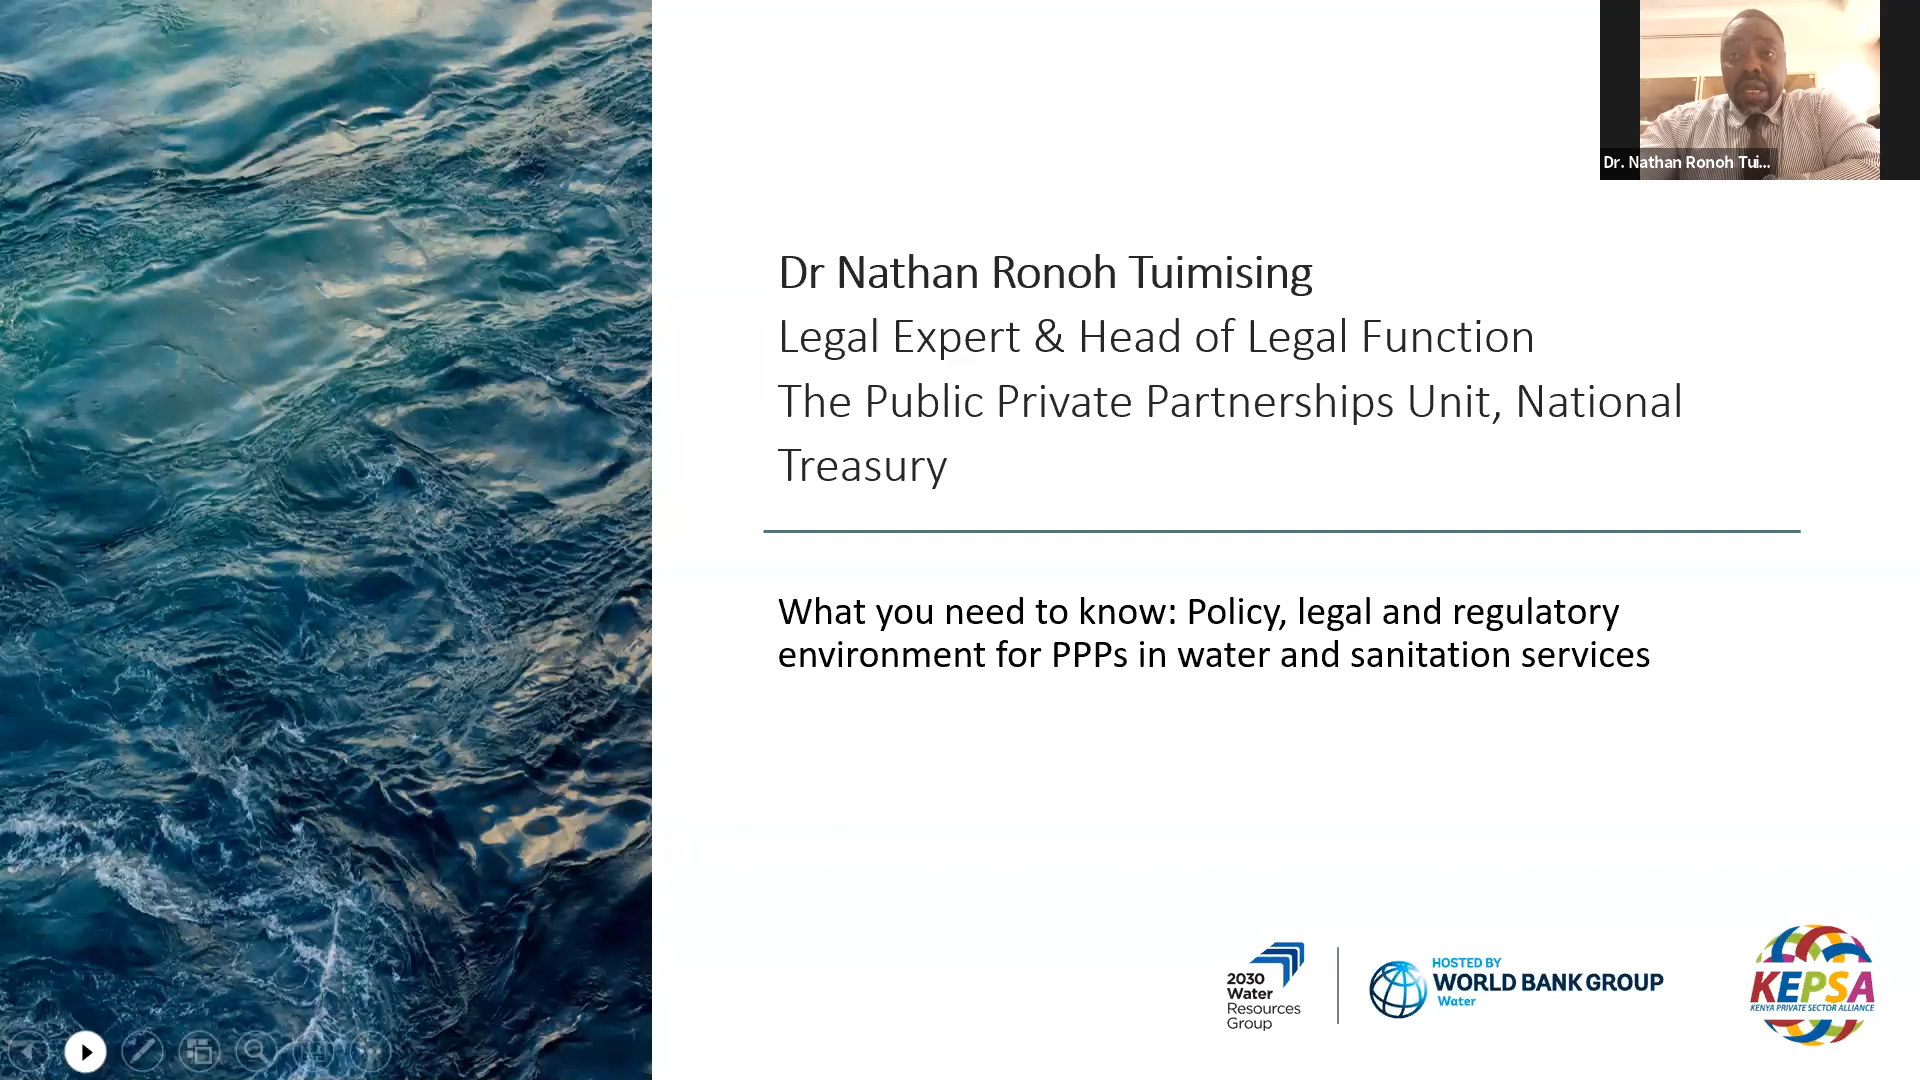 Dr. Nathan Ronoh Tui...
Dr Nathan Ronoh Tuimising
Legal Expert & Head of Legal Function
The Public Private Partnerships Unit, National
Treasury
What you need to know: Policy, legal and regulatory
environment for PPPs in water and sanitation services
2030
Water
Resources
Group
HOSTED BY
WORLD BANK GROUP
Water
KEPSA
KENYA PRIVATE SECTOR ALLIANCE